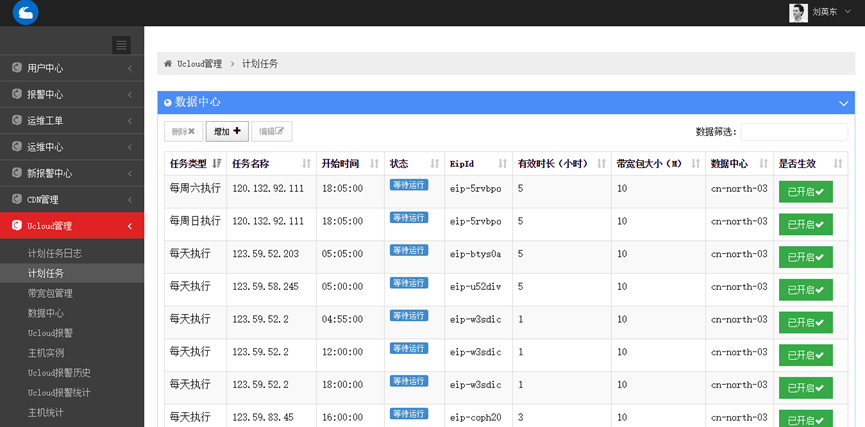 刘英东
用户中心
报警中心
运维工单
运维中心
新报警中心
CDN管理
Ucloud管理
计划任务日志
计划任务
带宽包管理
数据中心
Ucloud报警
主机实例
Ucloud报警历史
Ucloud报警统计
主机统计
Ucloud管理 > 计划任务
数据中心
删除 增加 编辑 数据筛选:
任务类型 任务名称 开始时间 状态 EipId 有效时长（小时） 带宽包大小（M） 数据中心 是否生效
每周六执行 120.132.92.111 18:05:00 等待运行 eip-5rvbpo 5 10 cn-north-03 已开启
每周日执行 120.132.92.111 18:05:00 等待运行 eip-5rvbpo 5 10 cn-north-03 已开启
每天执行 123.59.52.203 05:05:00 等待运行 eip-btys0a 5 10 cn-north-03 已开启
每天执行 123.59.58.245 05:00:00 等待运行 eip-u52div 5 10 cn-north-03 已开启
每天执行 123.59.52.2 04:55:00 等待运行 eip-w3sdic 1 10 cn-north-03 已开启
每天执行 123.59.52.2 12:00:00 等待运行 eip-w3sdic 1 10 cn-north-03 已开启
每天执行 123.59.52.2 18:00:00 等待运行 eip-w3sdic 1 10 cn-north-03 已开启
每天执行 123.59.83.45 16:00:00 等待运行 eip-coph20 3 10 cn-north-03 已开启